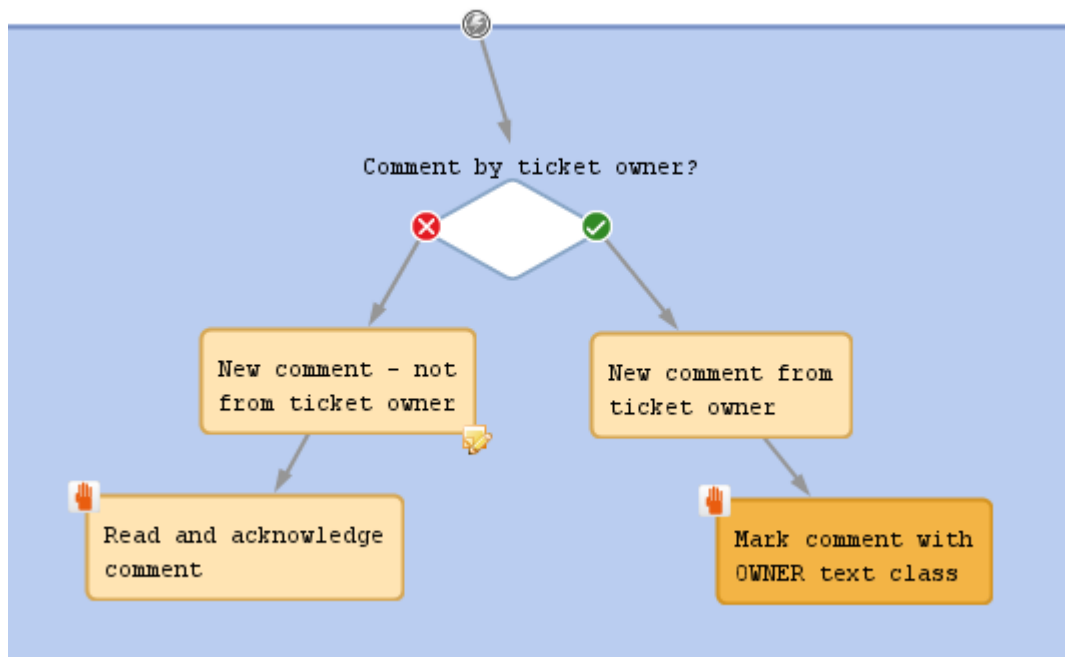 Comment by ticket owner?
New comment - not
from ticket owner
New comment from
ticket owner
Read and acknowledge
comment
Mark comment with
OWNER text class